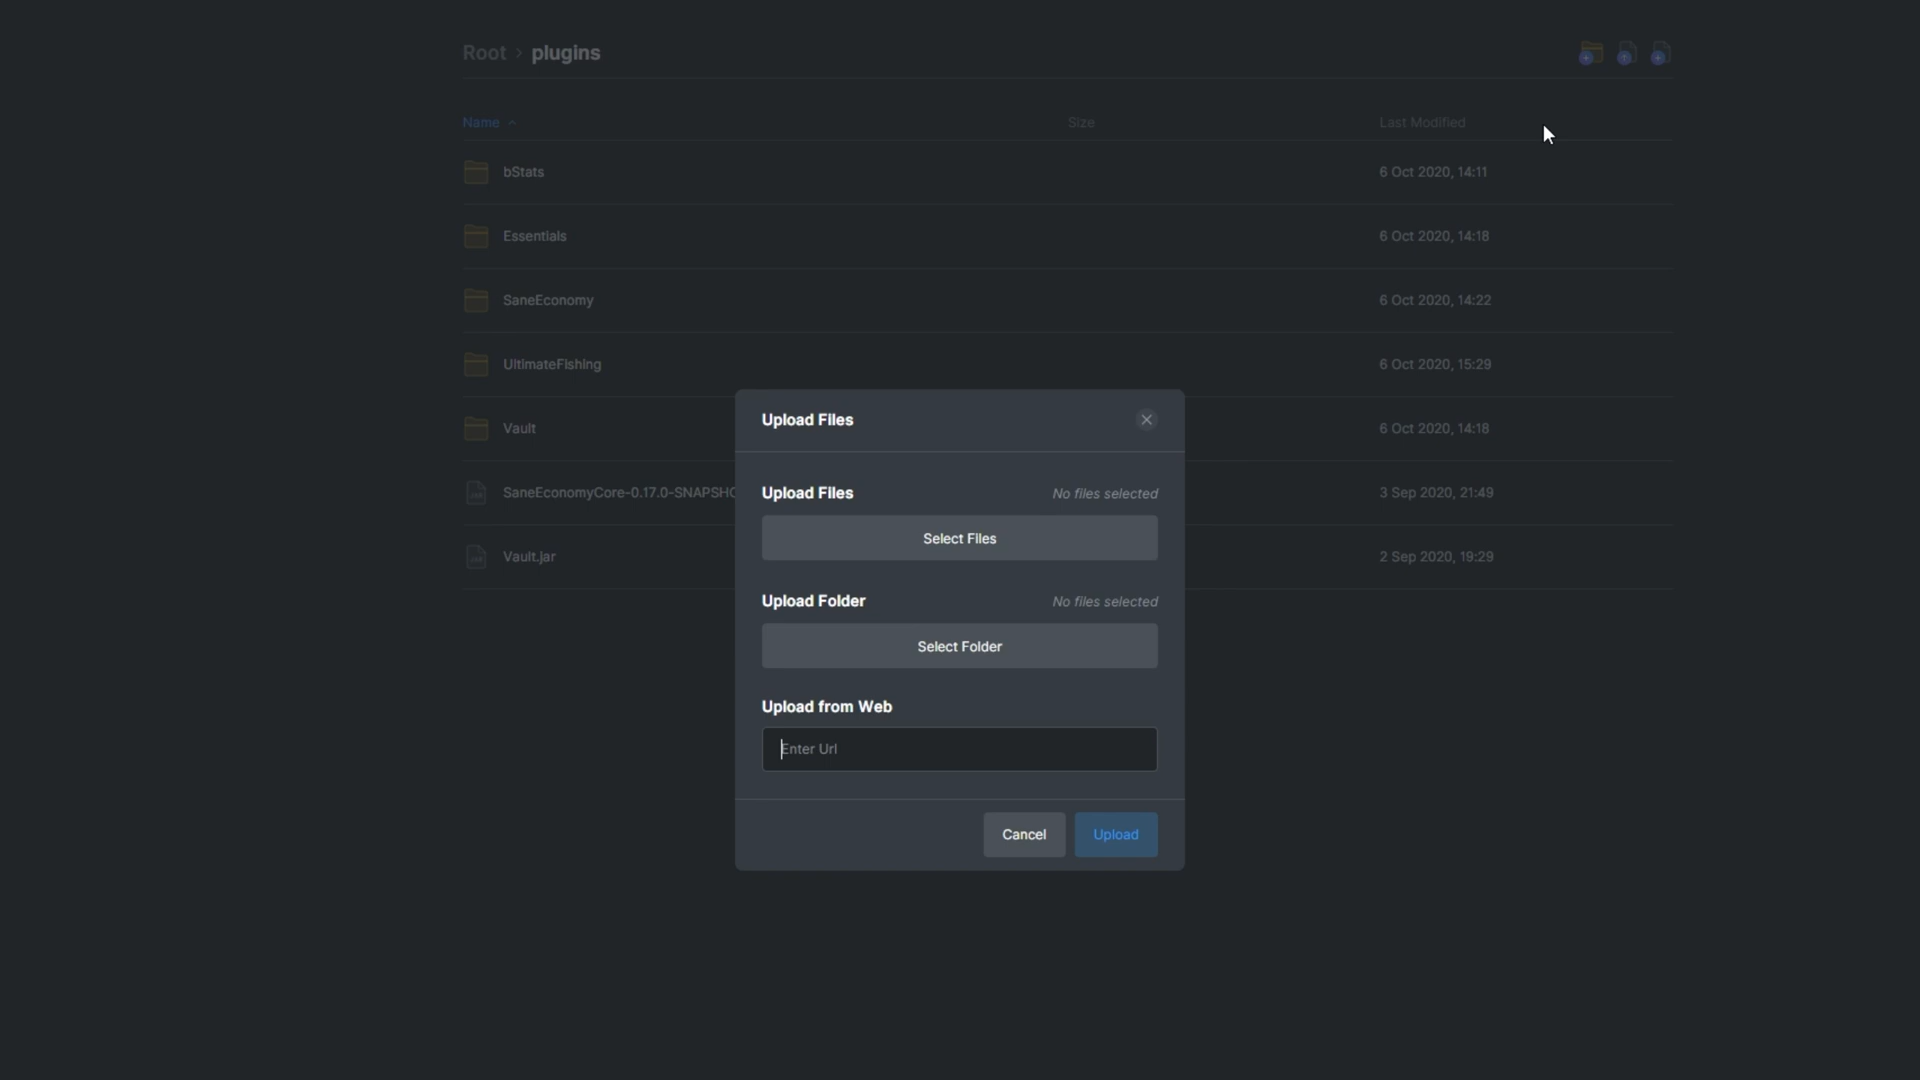 Root > plugins
Name Size Last Modified
bStats 6 Oct 2020, 14:11
Essentials 6 Oct 2020, 14:18
SaneEconomy 6 Oct 2020, 14:22
UltimateFishing 6 Oct 2020, 15:29
Vault 6 Oct 2020, 14:18
SaneEconomyCore-0.17.0-SNAPSHO 3 Sep 2020, 21:49
Vault.jar 2 Sep 2020, 19:29
Upload Files
Upload Files No files selected
Select Files
Upload Folder No files selected
Select Folder
Upload from Web
Enter Url
Cancel Upload